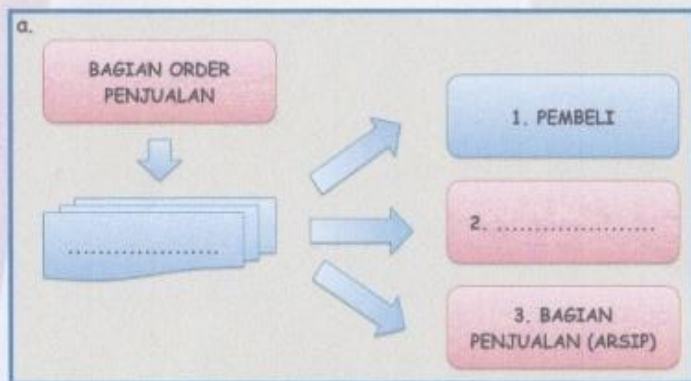 a.
BAGIAN ORDER
PENJUALAN
....................
1. PEMBELI
2. .....................
3. BAGIAN
PENJUALAN (ARSIP)